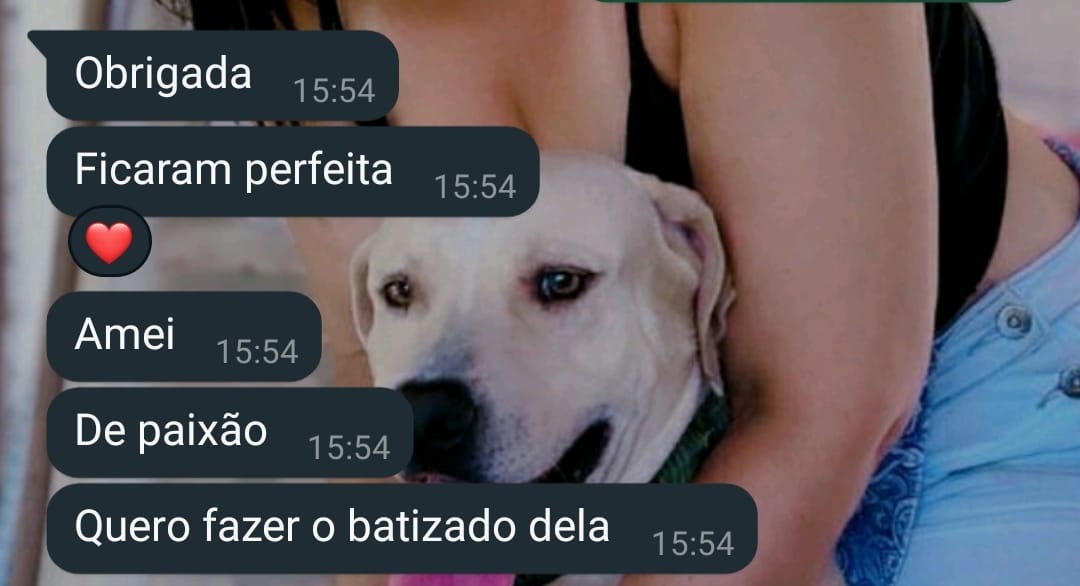 Obrigada 15:54
Ficaram perfeita 15:54
Amei 15:54
De paixão 15:54
Quero fazer o batizado dela 15:54